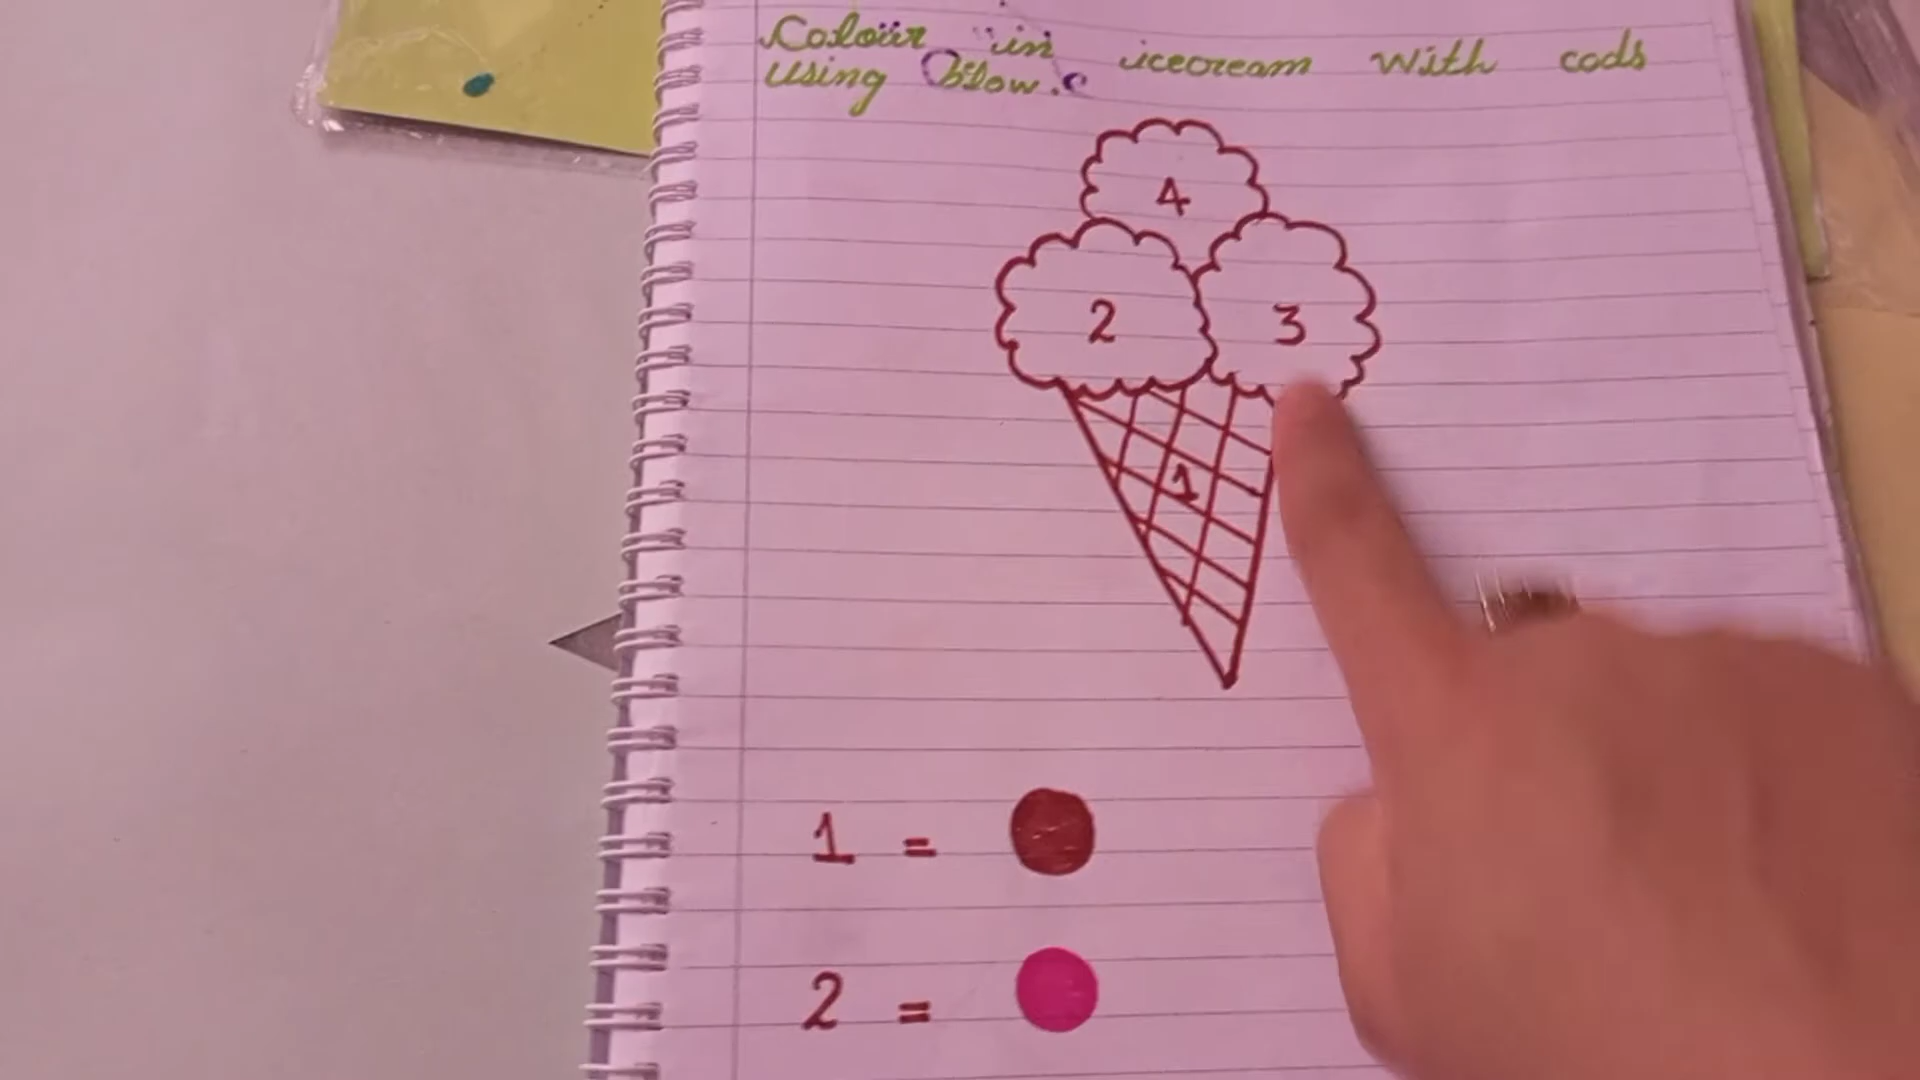 Colour in icecream with cods
using blow.
4
2 3
1
1 =
2 =